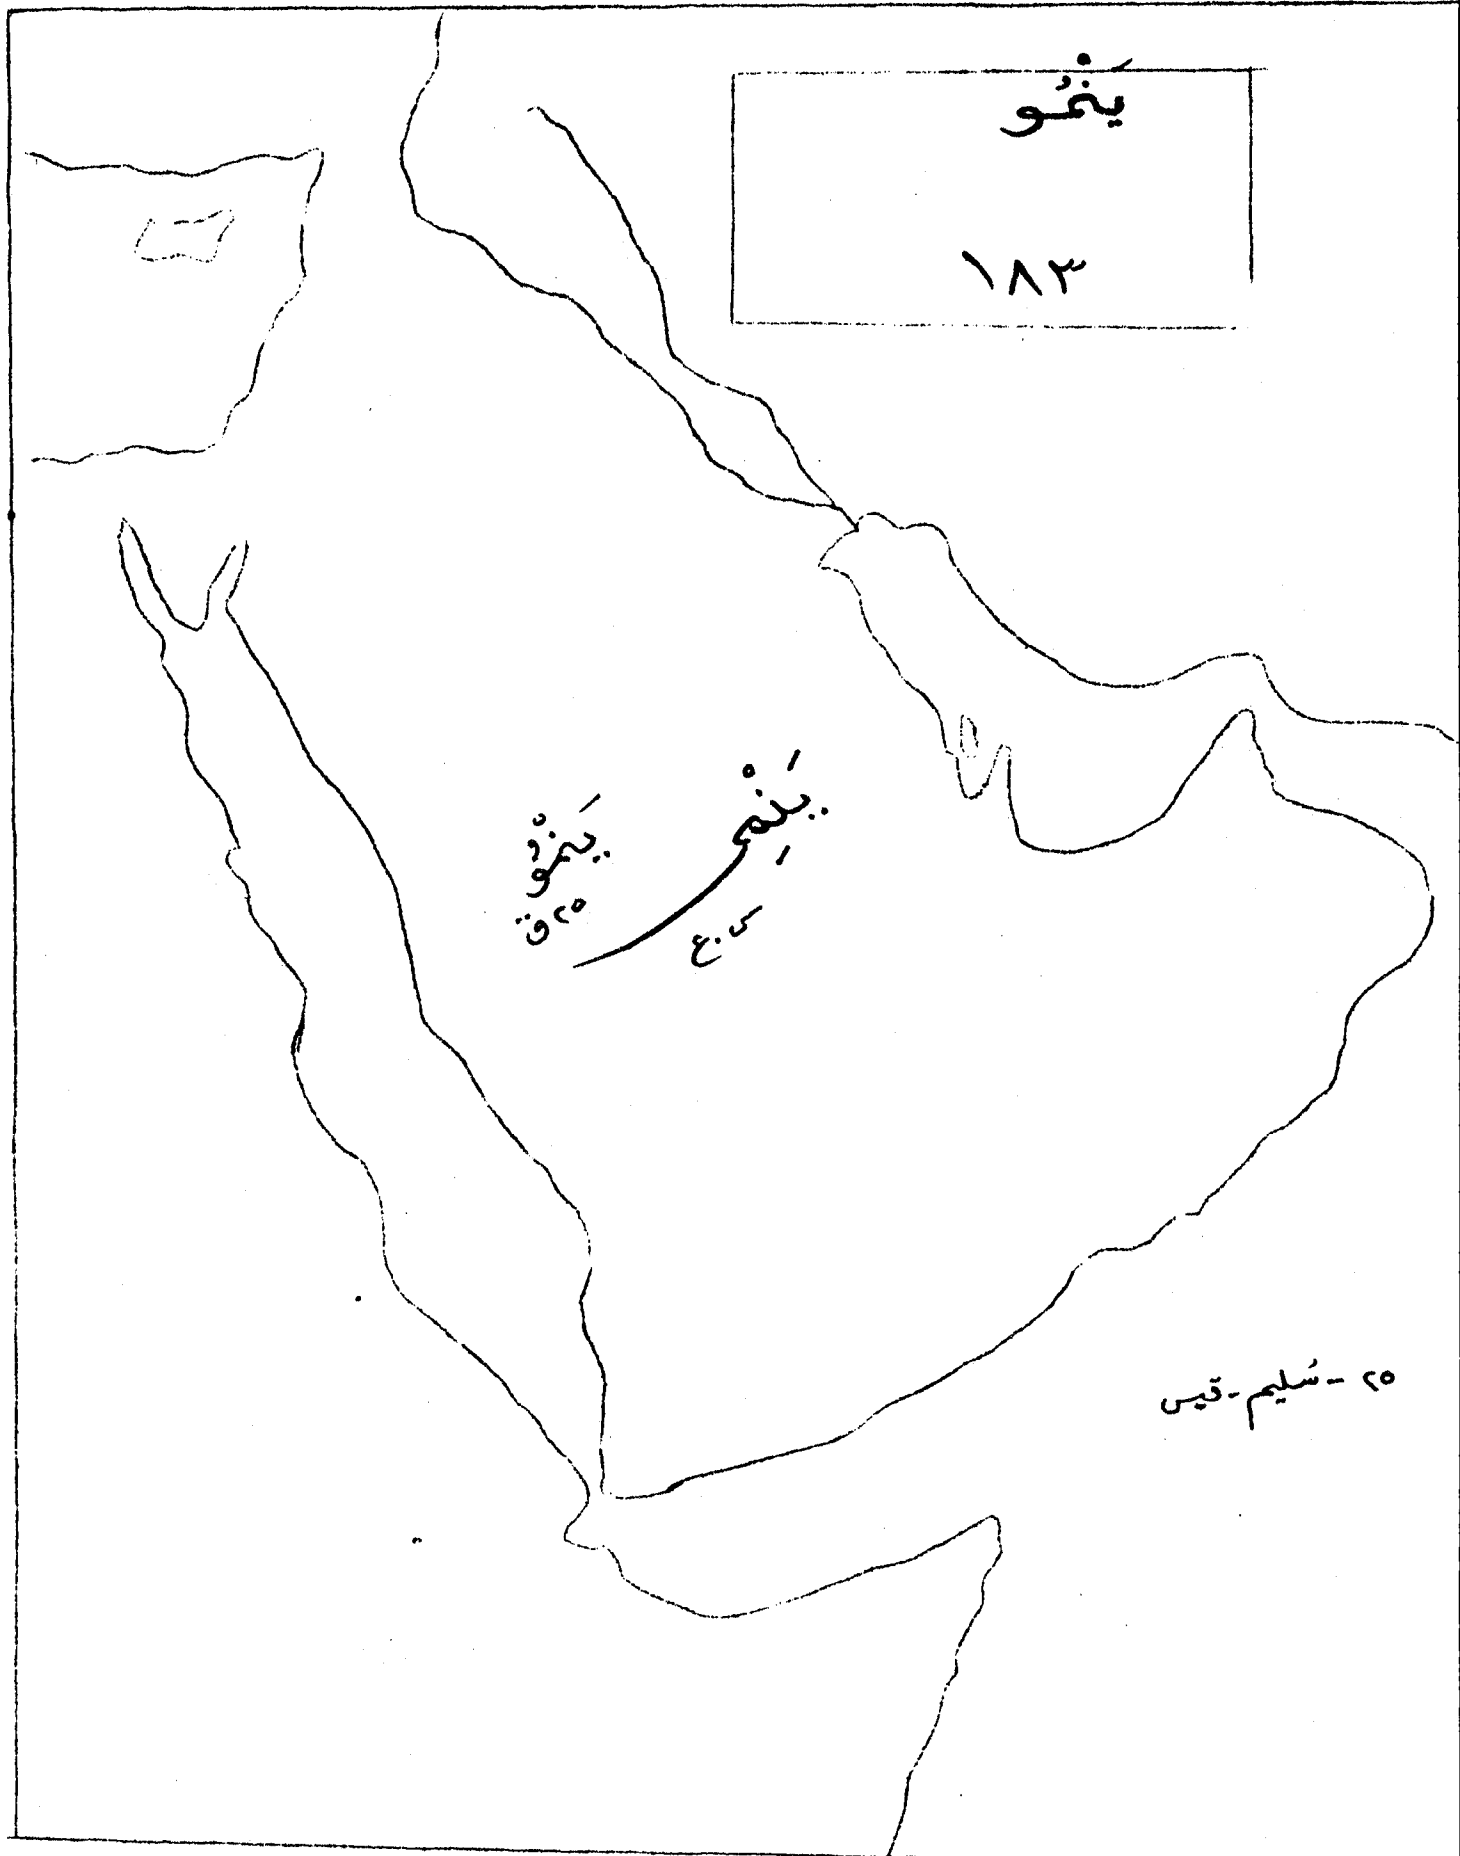 يَنْمُو
١٨٣
يَنْمِي
س.ع
يَنْمُو
٢٥ ق
٢٥ - سُليم - قيس